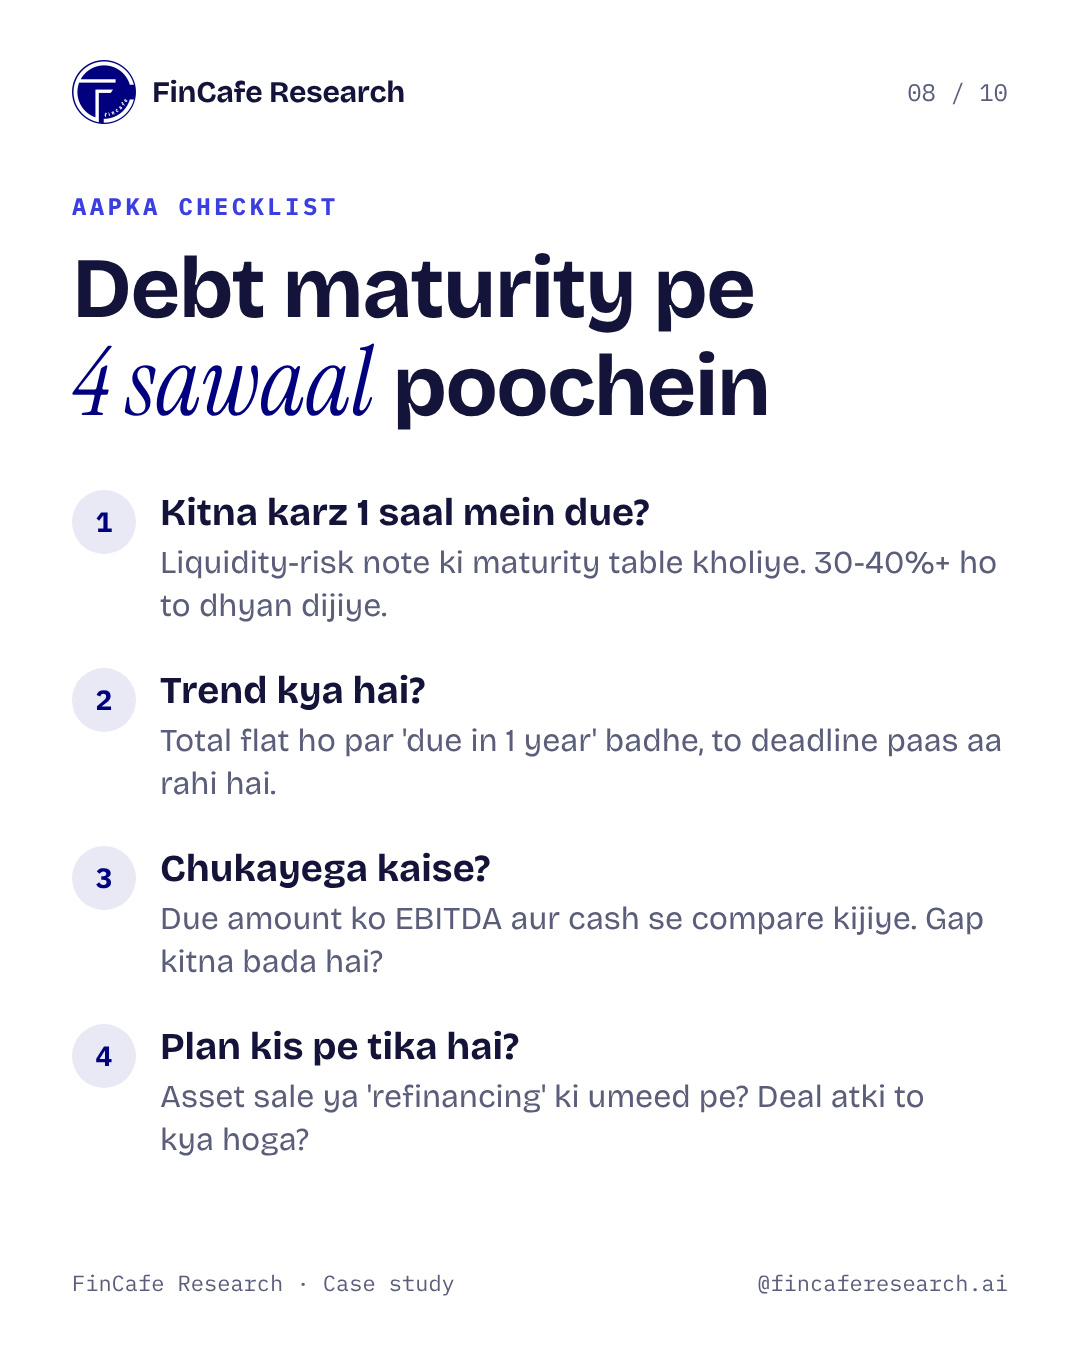 FinCafe Research
08 / 10
AAPKA CHECKLIST
Debt maturity pe
4 sawaal poochein
1
Kitna karz 1 saal mein due?
Liquidity-risk note ki maturity table kholiye. 30-40%+ ho
to dhyan dijiye.
2
Trend kya hai?
Total flat ho par 'due in 1 year' badhe, to deadline paas aa
rahi hai.
3
Chukayega kaise?
Due amount ko EBITDA aur cash se compare kijiye. Gap
kitna bada hai?
4
Plan kis pe tika hai?
Asset sale ya 'refinancing' ki umeed pe? Deal atki to
kya hoga?
FinCafe Research · Case study
@fincaferesearch.ai